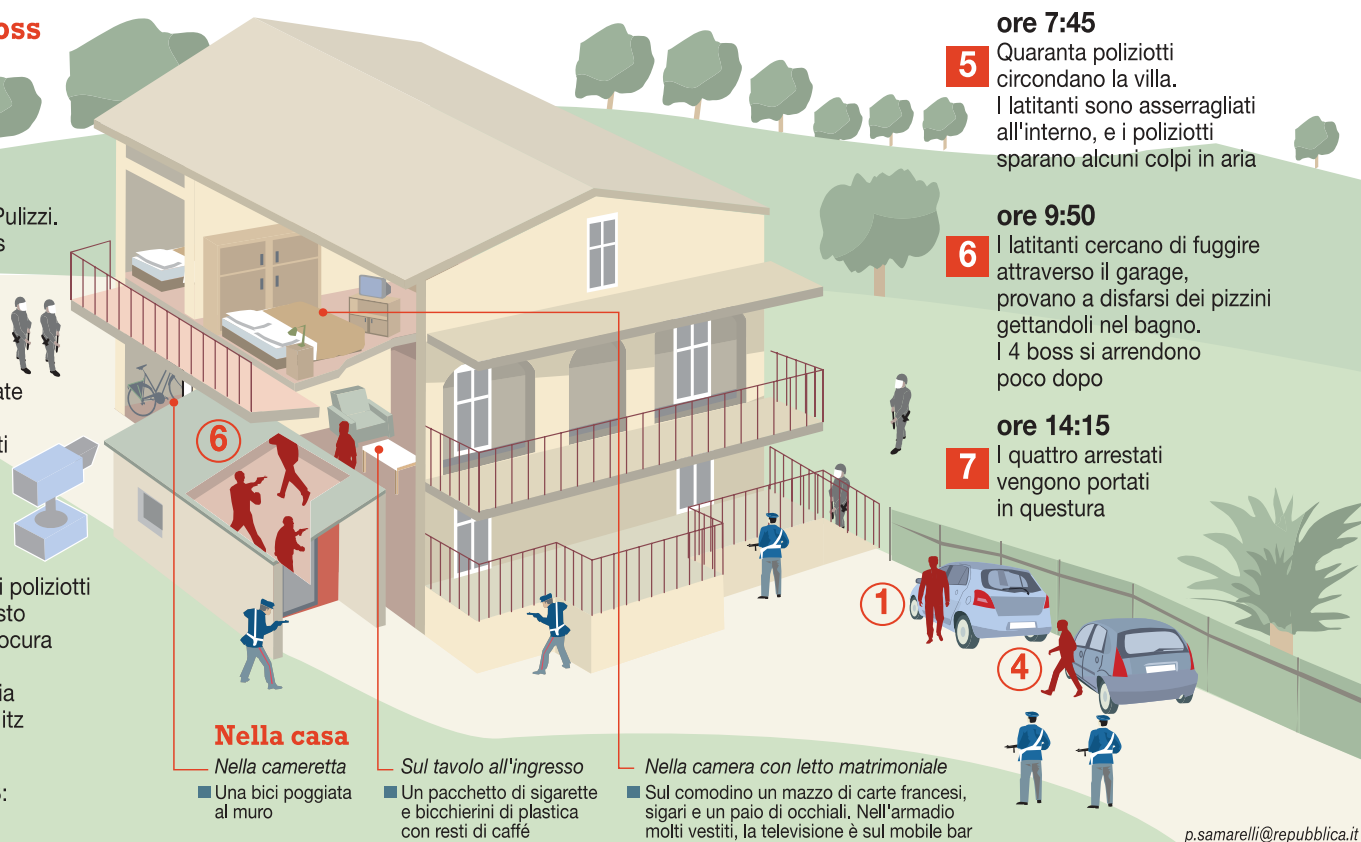 oss
Pulizzi.
s
ate
ti
i poliziotti
sto
ocura
ia
itz
ore 7:45
5
Quaranta poliziotti
circondano la villa.
I latitanti sono asserragliati
all'interno, e i poliziotti
sparano alcuni colpi in aria
ore 9:50
6
I latitanti cercano di fuggire
attraverso il garage,
provano a disfarsi dei pizzini
gettandoli nel bagno.
I 4 boss si arrendono
poco dopo
ore 14:15
7
I quattro arrestati
vengono portati
in questura
6
1
4
Nella casa
Nella cameretta
Una bici poggiata
al muro
Sul tavolo all'ingresso
Un pacchetto di sigarette
e bicchierini di plastica
con resti di caffé
Nella camera con letto matrimoniale
Sul comodino un mazzo di carte francesi,
sigari e un paio di occhiali. Nell'armadio
molti vestiti, la televisione è sul mobile bar
p.samarelli@repubblica.it